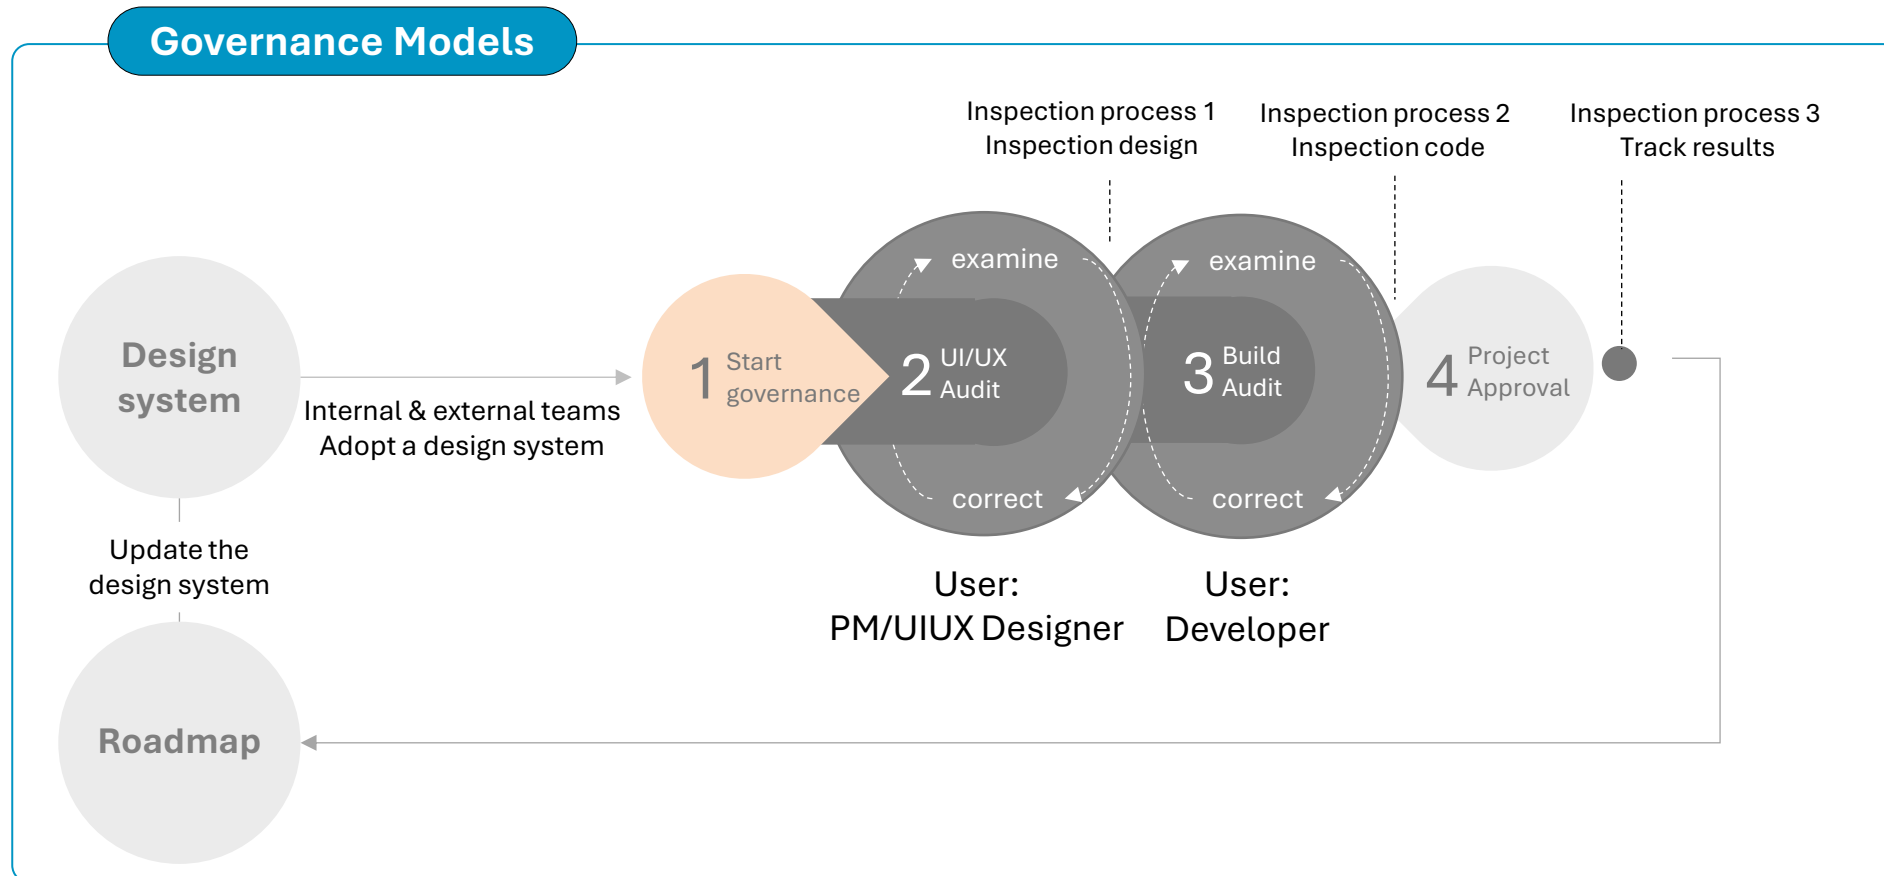 Governance Models
Inspection process 1
Inspection design
Inspection process 2
Inspection code
Inspection process 3
Track results
Design
system
Internal & external teams
Adopt a design system
1 Start
governance
examine
2 UI/UX
Audit
correct
examine
3 Build
Audit
correct
4 Project
Approval
Update the
design system
User:
PM/UIUX Designer
User:
Developer
Roadmap